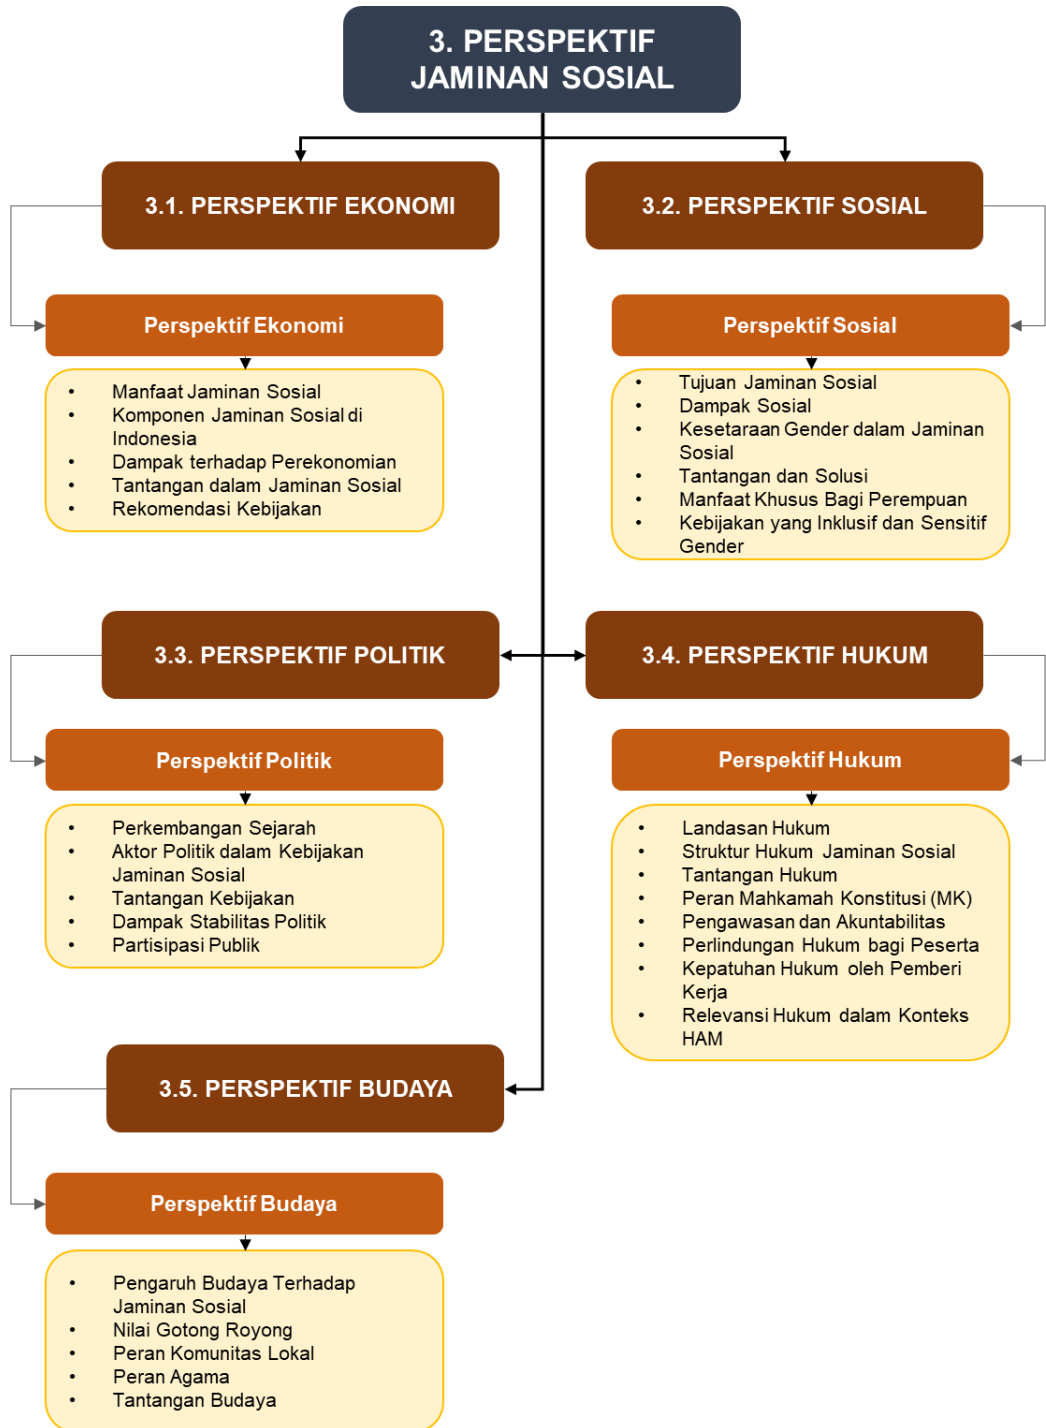 3. PERSPEKTIF
JAMINAN SOSIAL
3.1. PERSPEKTIF EKONOMI
3.2. PERSPEKTIF SOSIAL
Perspektif Ekonomi
• Manfaat Jaminan Sosial
• Komponen Jaminan Sosial di
Indonesia
• Dampak terhadap Perekonomian
• Tantangan dalam Jaminan Sosial
• Rekomendasi Kebijakan
Perspektif Sosial
• Tujuan Jaminan Sosial
• Dampak Sosial
• Kesetaraan Gender dalam Jaminan
Sosial
• Tantangan dan Solusi
• Manfaat Khusus Bagi Perempuan
• Kebijakan yang Inklusif dan Sensitif
Gender
3.3. PERSPEKTIF POLITIK
3.4. PERSPEKTIF HUKUM
Perspektif Politik
• Perkembangan Sejarah
• Aktor Politik dalam Kebijakan
Jaminan Sosial
• Tantangan Kebijakan
• Dampak Stabilitas Politik
• Partisipasi Publik
Perspektif Hukum
• Landasan Hukum
• Struktur Hukum Jaminan Sosial
• Tantangan Hukum
• Peran Mahkamah Konstitusi (MK)
• Pengawasan dan Akuntabilitas
• Perlindungan Hukum bagi Peserta
• Kepatuhan Hukum oleh Pemberi
Kerja
• Relevansi Hukum dalam Konteks
HAM
3.5. PERSPEKTIF BUDAYA
Perspektif Budaya
• Pengaruh Budaya Terhadap
Jaminan Sosial
• Nilai Gotong Royong
• Peran Komunitas Lokal
• Peran Agama
• Tantangan Budaya